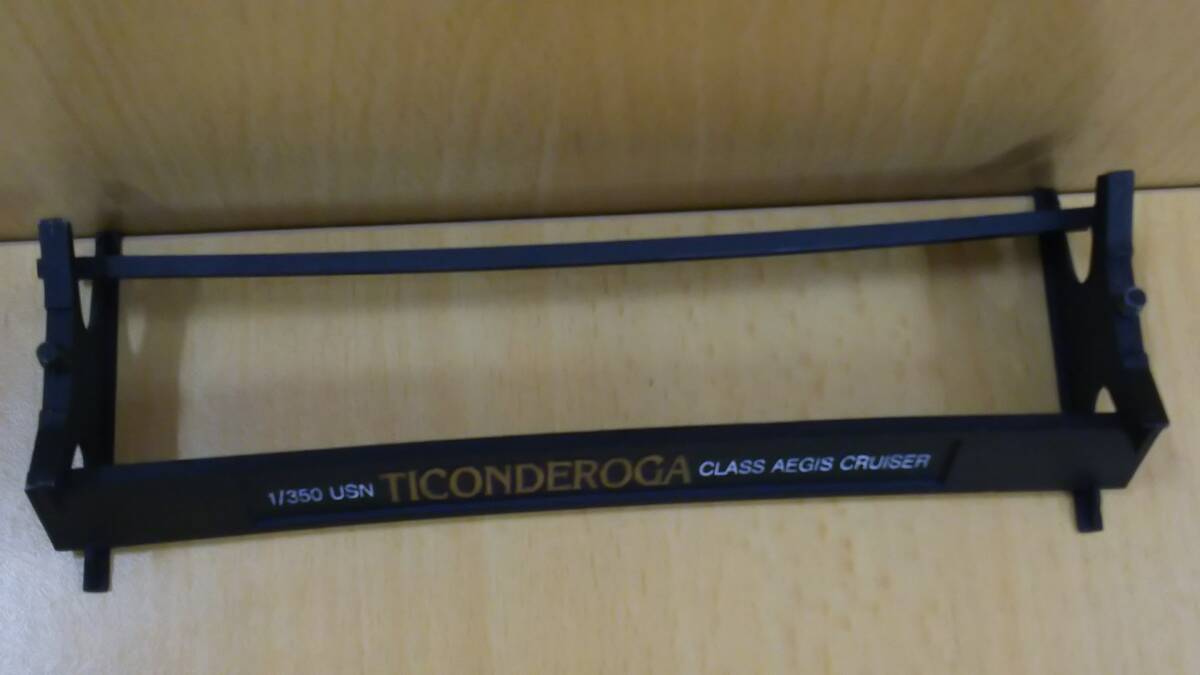 1/350 USN TICONDEROGA CLASS AEGIS CRUISER